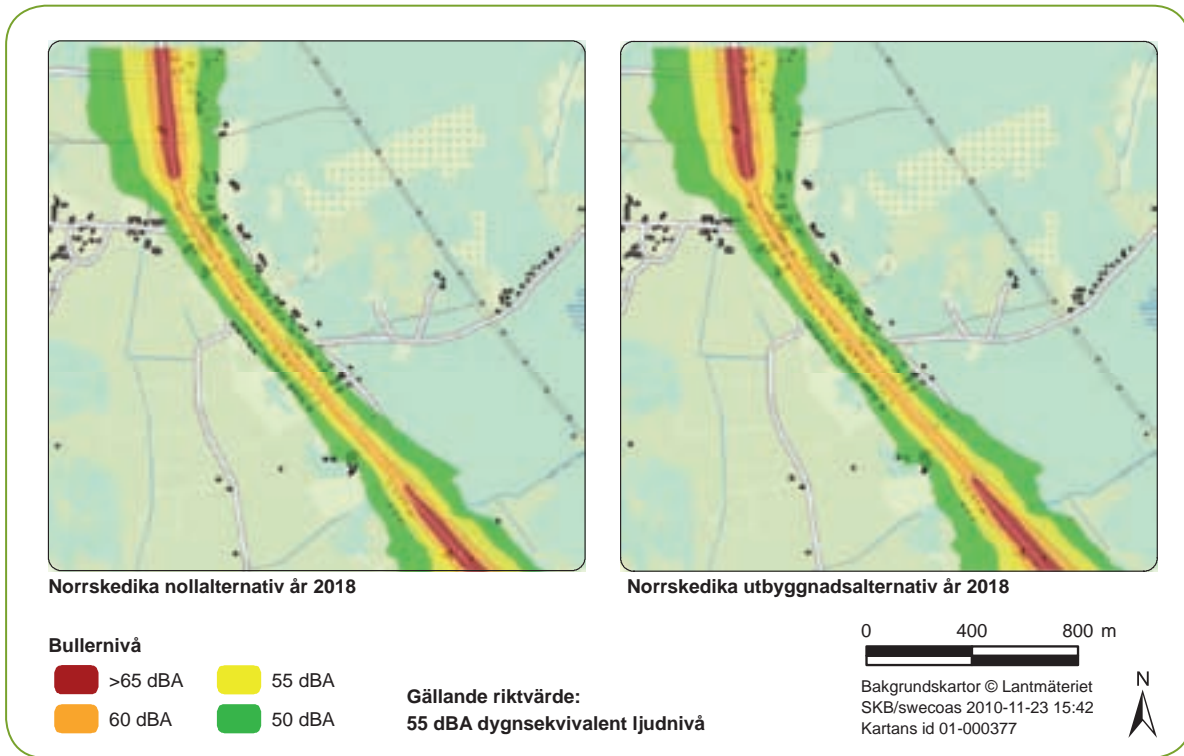 Norrskedika nollalternativ år 2018
Norrskedika utbyggnadsalternativ år 2018
Bullernivå
>65 dBA
55 dBA
60 dBA
50 dBA
Gällande riktvärde:
55 dBA dygnsekvivalent ljudnivå
0 400 800 m
Bakgrundskartor © Lantmäteriet
SKB/swecoas 2010-11-23 15:42
Kartans id 01-000377
N